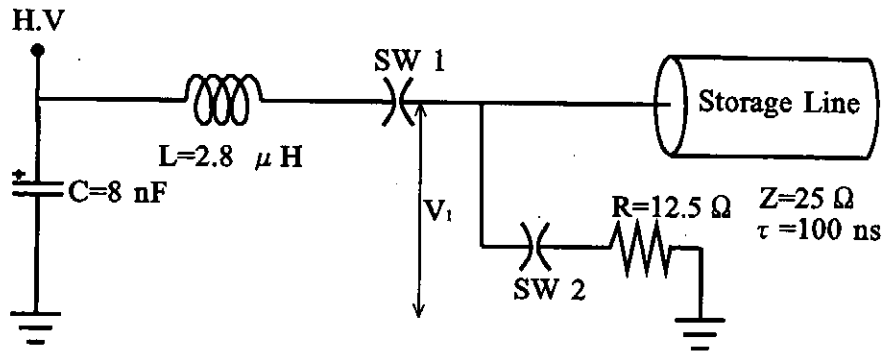 H.V
SW 1
Storage Line
L=2.8 μH
+
C=8 nF
V₁
R=12.5 Ω
Z=25 Ω
τ=100 ns
SW 2